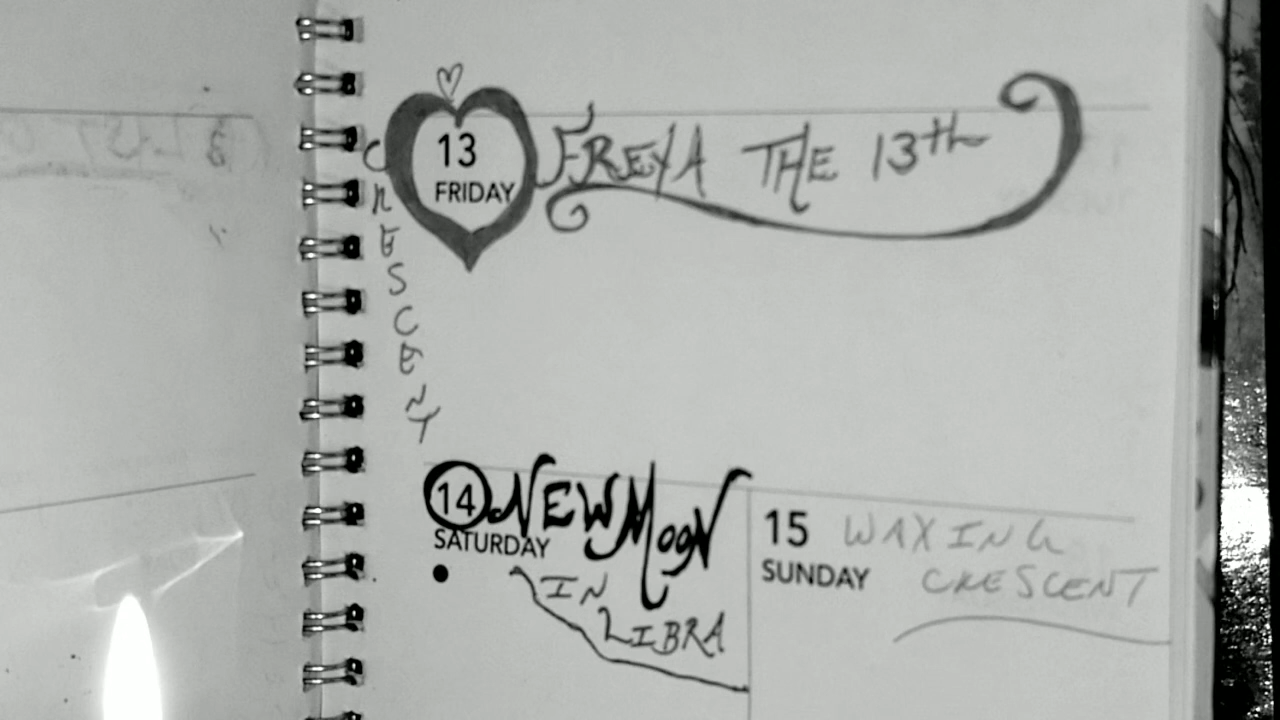 13
FRIDAY
FREYA THE 13th
CRESCENT
14
SATURDAY
NEW MOON
IN
LIBRA
15
SUNDAY
WAXING
CRESCENT